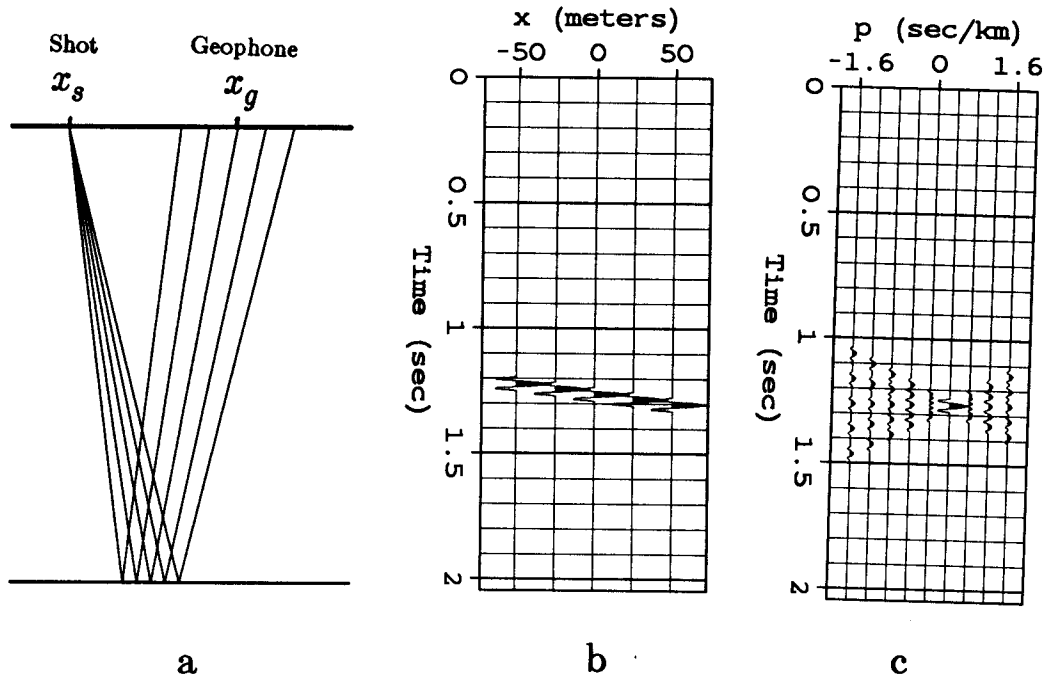 Shot
Geophone
x_s
x_g
a
x (meters)
-50 0 50
0
0.5
1
1.5
2
Time (sec)
b
p (sec/km)
-1.6 0 1.6
0
0.5
1
1.5
2
Time (sec)
c